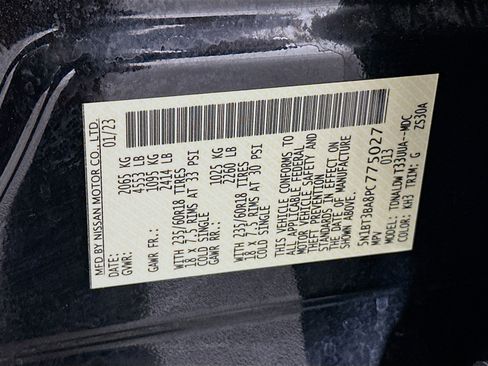 MFD BY NISSAN MOTOR CO., LTD.
DATE: 01/23
GVWR: 2065 KG
4553 LB
GAWR FR.: 1095 KG
2414 LB
WITH 235/60R18 TIRES
18 X 7.5 RIMS AT 33 PSI
COLD SINGLE
GAWR RR.: 1025 KG
2260 LB
WITH 235/60R18 TIRES
18 X 7.5 RIMS AT 30 PSI
COLD SINGLE
THIS VEHICLE CONFORMS TO
ALL APPLICABLE FEDERAL
MOTOR VEHICLE SAFETY AND
THEFT PREVENTION
STANDARDS IN EFFECT ON
THE DATE OF MANUFACTURE
SHOWN ABOVE.
5N1BT3BA8PC775027
MPV D13
MODEL: TDNALDWT33UUA--MDC
COLOR: KH3 TRIM: G ZS30A